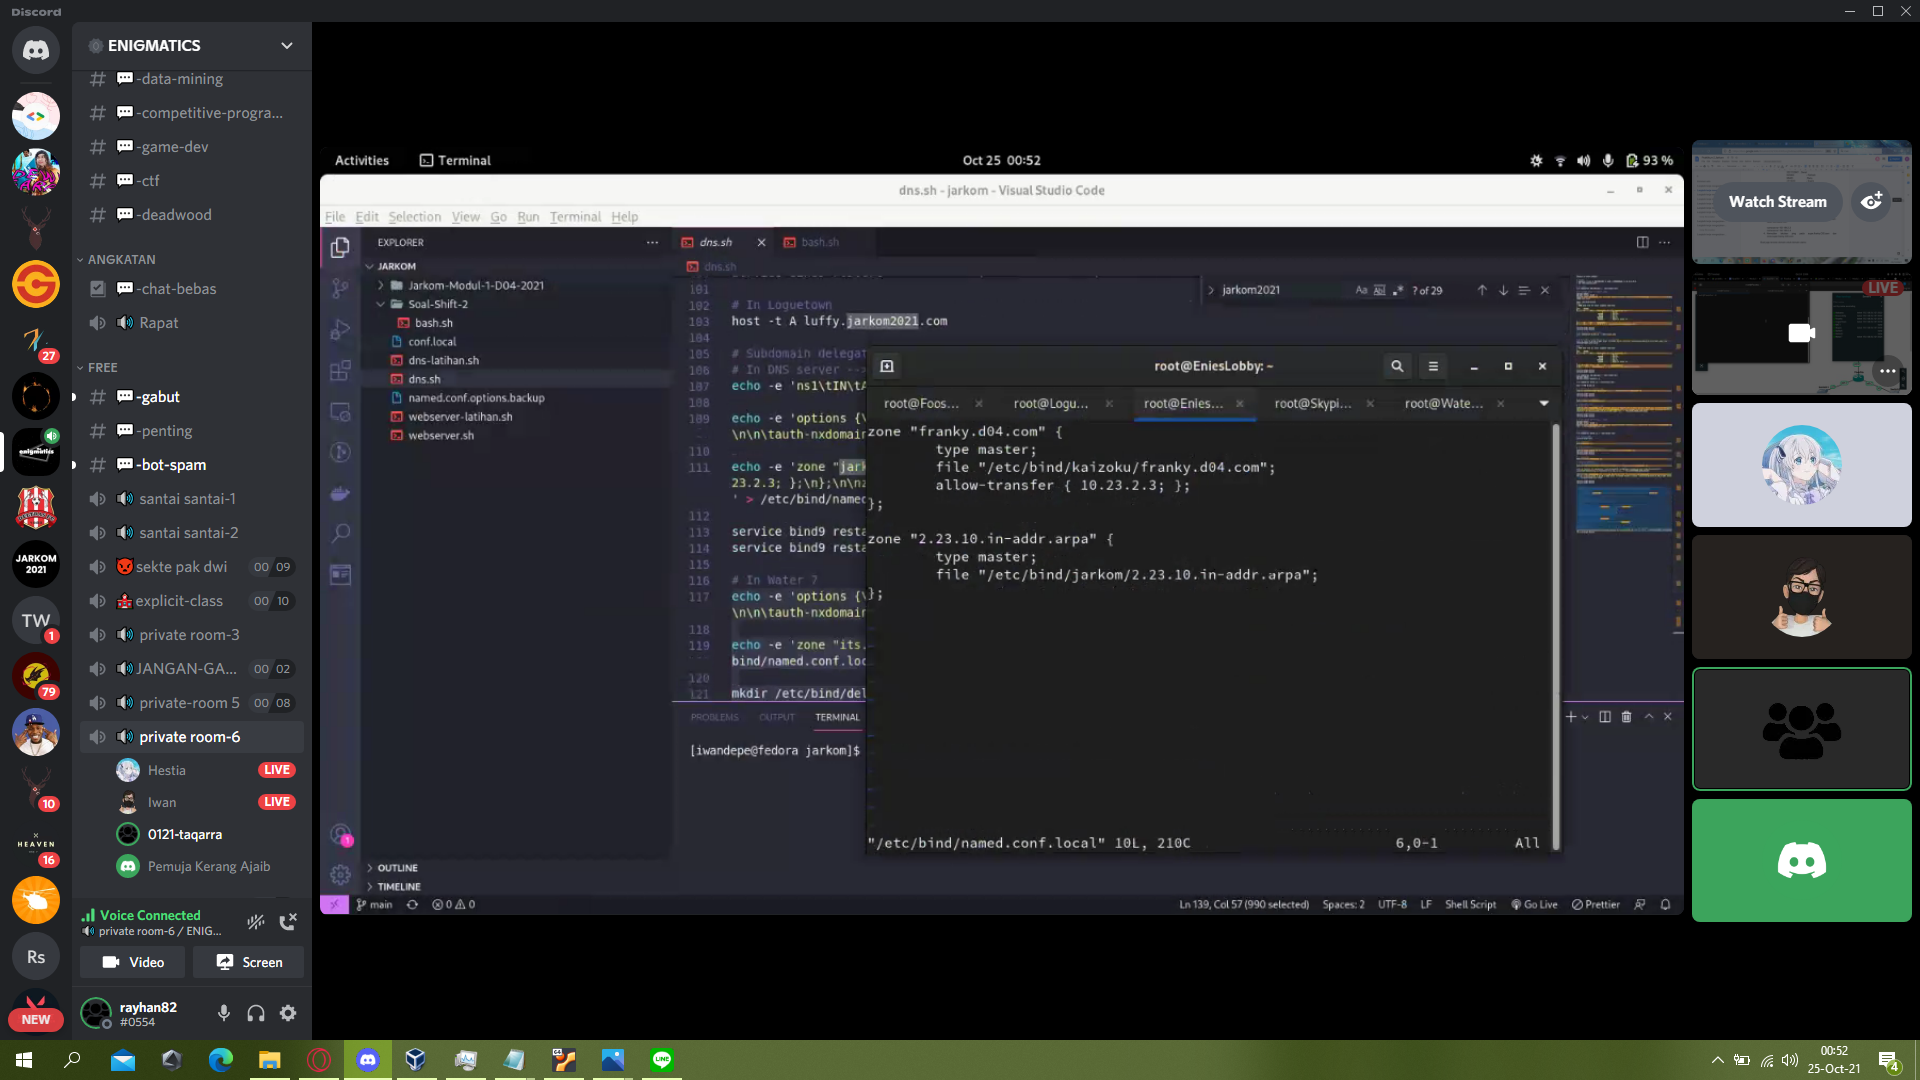 Discord
ENIGMATICS
-data-mining
-competitive-progra...
-game-dev
-ctf
-deadwood
ANGKATAN
-chat-bebas
Rapat
FREE
-gabut
-penting
-bot-spam
santai santai-1
santai santai-2
sekte pak dwi 00 09
explicit-class 00 10
private room-3
JANGAN-GA... 00 02
private-room 5 00 08
private room-6
Hestia LIVE
Iwan LIVE
0121-taqarra
Pemuja Kerang Ajaib
Voice Connected
private room-6 / ENIG...
Video Screen
rayhan82
#0554
27
JARKOM
2021
TW
1
79
10
HEAVEN
16
Rs
NEW
Activities Terminal Oct 25 00:52 93 %
dns.sh - jarkom - Visual Studio Code
File Edit Selection View Go Run Terminal Help
EXPLORER
JARKOM
Jarkom-Modul-1-D04-2021
Soal-Shift-2
bash.sh
conf.local
dns-latihan.sh
dns.sh
named.conf.options.backup
webserver-latihan.sh
webserver.sh
OUTLINE
TIMELINE
dns.sh bash.sh
dns.sh
jarkom2021 Aa ? of 29
101
102 # In Loguetown
103 host -t A luffy.jarkom2021.com
104
105 # Subdomain delegat
106 # In DNS server --
107 echo -e 'ns1\tIN\tA
108
109 echo -e 'options {\
\n\n\tauth-nxdomain
110
111 echo -e 'zone "jark
23.2.3; };\n};\n\nz
' > /etc/bind/named
112
113 service bind9 resta
114 service bind9 resta
115
116 # In Water 7
117 echo -e 'options {\
\n\n\tauth-nxdomain
118
119 echo -e 'zone "its.
bind/named.conf.loc
120
121 mkdir /etc/bind/del
PROBLEMS OUTPUT TERMINAL
[iwandepe@fedora jarkom]$
root@EniesLobby: ~
root@Foos... root@Logu... root@Enies... root@Skypi... root@Wate...
zone "franky.d04.com" {
type master;
file "/etc/bind/kaizoku/franky.d04.com";
allow-transfer { 10.23.2.3; };
};
zone "2.23.10.in-addr.arpa" {
type master;
file "/etc/bind/jarkom/2.23.10.in-addr.arpa";
};
"/etc/bind/named.conf.local" 10L, 210C 6,0-1 All
main 0 0 Ln 139, Col 57 (990 selected) Spaces: 2 UTF-8 LF Shell Script Go Live Prettier
1
Watch Stream
LIVE
00:52
25-Oct-21
4